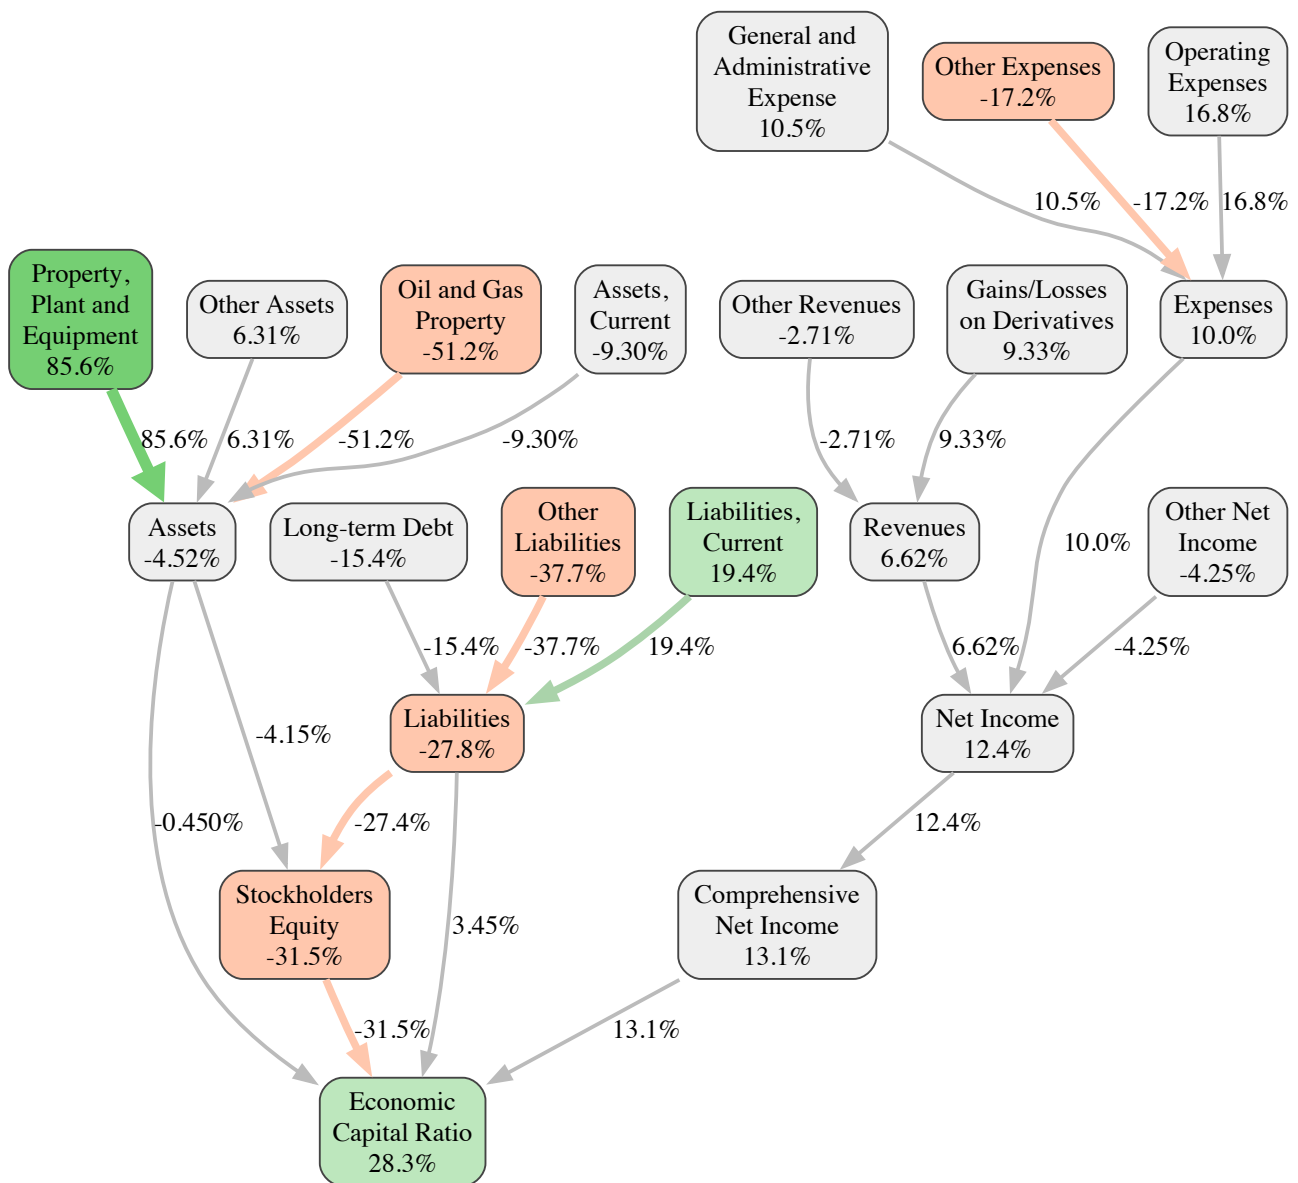 General and
Administrative
Expense
10.5%
Other Expenses
-17.2%
Operating
Expenses
16.8%
10.5%
-17.2%
16.8%
Property,
Plant and
Equipment
85.6%
Other Assets
6.31%
Oil and Gas
Property
-51.2%
Assets,
Current
-9.30%
Other Revenues
-2.71%
Gains/Losses
on Derivatives
9.33%
Expenses
10.0%
85.6%
6.31%
-51.2%
-9.30%
-2.71%
9.33%
Assets
-4.52%
Long-term Debt
-15.4%
Other
Liabilities
-37.7%
Liabilities,
Current
19.4%
Revenues
6.62%
10.0%
Other Net
Income
-4.25%
-15.4%
-37.7%
19.4%
6.62%
-4.25%
-4.15%
Liabilities
-27.8%
Net Income
12.4%
-0.450%
-27.4%
12.4%
Stockholders
Equity
-31.5%
3.45%
Comprehensive
Net Income
13.1%
-31.5%
13.1%
Economic
Capital Ratio
28.3%